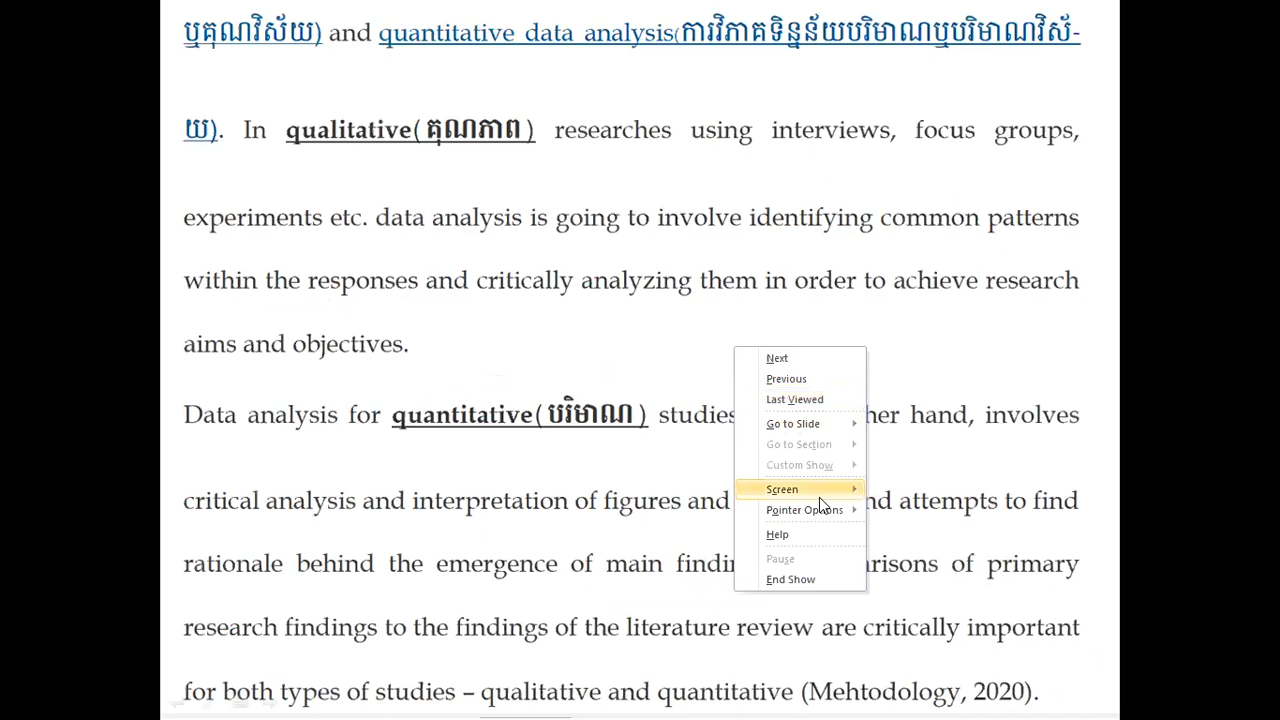 ឬគុណវិស័យ) and quantitative data analysis(ការវិភាគទិន្នន័យបរិមាណឬបរិមាណវិស័-
យ). In qualitative(គុណភាព) researches using interviews, focus groups,
experiments etc. data analysis is going to involve identifying common patterns
within the responses and critically analyzing them in order to achieve research
aims and objectives.
Data analysis for quantitative(បរិមាណ) studies her hand, involves
critical analysis and interpretation of figures and nd attempts to find
rationale behind the emergence of main findin arisons of primary
research findings to the findings of the literature review are critically important
for both types of studies – qualitative and quantitative (Mehtodology, 2020).
Next
Previous
Last Viewed
Go to Slide
Go to Section
Custom Show
Screen
Pointer Options
Help
Pause
End Show